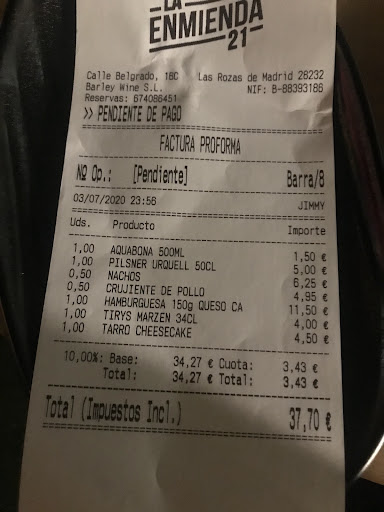 LA
ENMIENDA
21
Calle Belgrado, 18C Las Rozas de Madrid 28232
Barley Wine S.L. NIF: B-88393186
Reservas: 674086451
>> PENDIENTE DE PAGO
FACTURA PROFORMA
Nº Op.: [Pendiente] Barra/8
03/07/2020 23:56 JIMMY
Uds. Producto Importe
1,00 AQUABONA 500ML 1,50 €
1,00 PILSNER URQUELL 50CL 5,00 €
0,50 NACHOS 6,25 €
0,50 CRUJIENTE DE POLLO 4,95 €
1,00 HAMBURGUESA 150g QUESO CA 11,50 €
1,00 TIRYS MARZEN 34CL 4,00 €
1,00 TARRO CHEESECAKE 4,50 €
10,00%: Base: 34,27 € Cuota: 3,43 €
Total: 34,27 € Total: 3,43 €
Total (Impuestos Incl.) 37,70 €